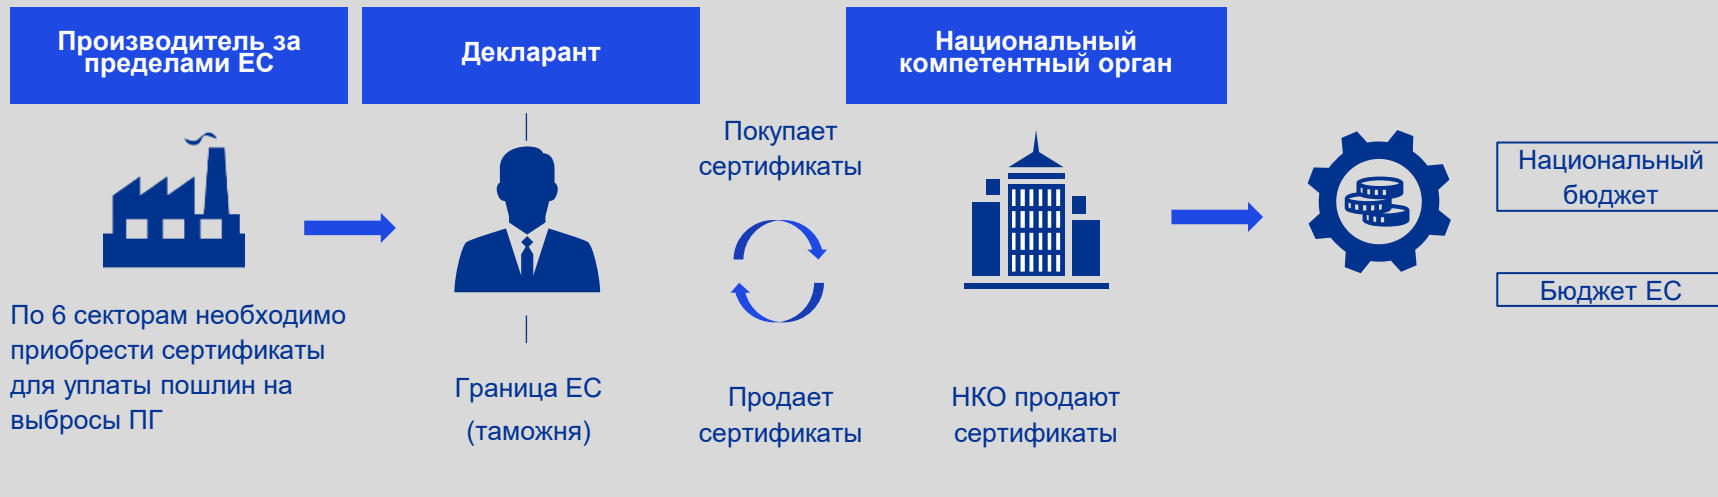 Производитель за
пределами ЕС
Декларант
Национальный
компетентный орган
Покупает
сертификаты
Национальный
бюджет
Бюджет ЕС
По 6 секторам необходимо
приобрести сертификаты
для уплаты пошлин на
выбросы ПГ
Граница ЕС
(таможня)
Продает
сертификаты
НКО продают
сертификаты